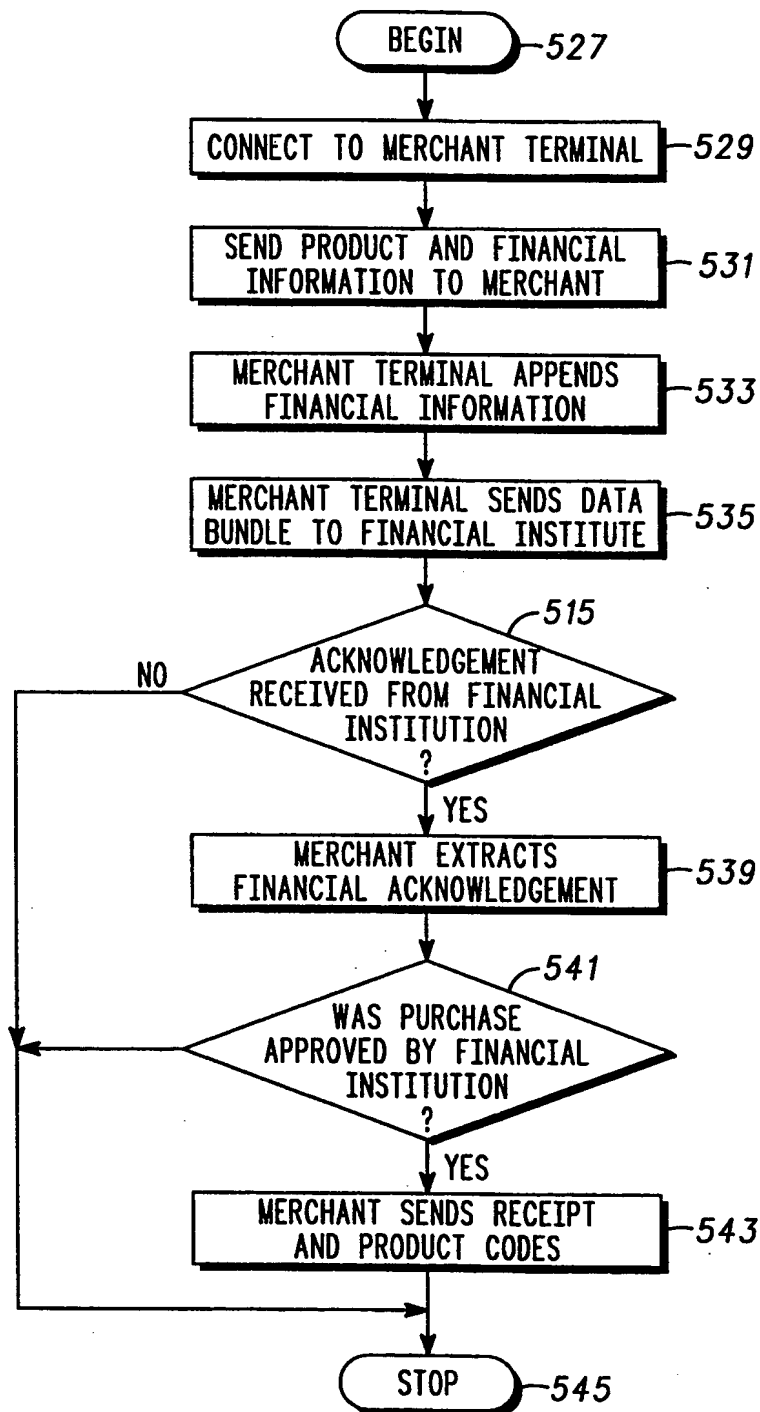 BEGIN
527
CONNECT TO MERCHANT TERMINAL
529
SEND PRODUCT AND FINANCIAL
INFORMATION TO MERCHANT
531
MERCHANT TERMINAL APPENDS
FINANCIAL INFORMATION
533
MERCHANT TERMINAL SENDS DATA
BUNDLE TO FINANCIAL INSTITUTE
535
515
NO
ACKNOWLEDGEMENT
RECEIVED FROM FINANCIAL
INSTITUTION
?
YES
MERCHANT EXTRACTS
FINANCIAL ACKNOWLEDGEMENT
539
541
WAS PURCHASE
APPROVED BY FINANCIAL
INSTITUTION
?
YES
MERCHANT SENDS RECEIPT
AND PRODUCT CODES
543
STOP
545